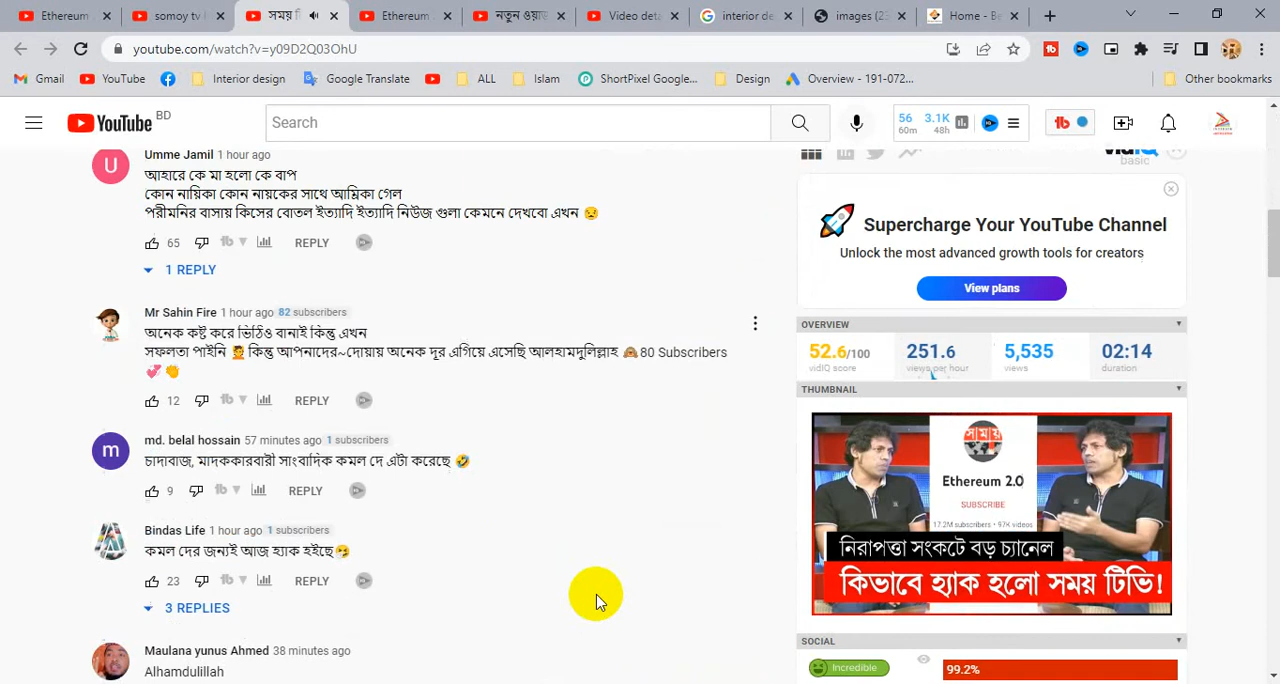 Ethereum
somoy tv l
সময় টি
Ethereum 2
নতুন ওয়াজ
Video deta
interior de
images (23
Home - Be
youtube.com/watch?v=y09D2Q03OhU
Gmail
YouTube
Interior design
Google Translate
ALL
Islam
ShortPixel Google...
Design
Overview - 191-072...
Other bookmarks
YouTube BD
Search
56 60m
3.1K 48h
tb
vidIQ
basic
Umme Jamil 1 hour ago
আহারে কে মা হলো কে বাপ
কোন নায়িকা কোন নায়কের সাথে আম্রিকা গেল
পরীমনির বাসায় কিসের বোতল ইত্যাদি ইত্যাদি নিউজ গুলা কেমনে দেখবো এখন 😒
65 REPLY
1 REPLY
Supercharge Your YouTube Channel
Unlock the most advanced growth tools for creators
View plans
Mr Sahin Fire 1 hour ago 82 subscribers
অনেক কষ্ট করে ভিঠিও বানাই কিন্তু এখন
সফলতা পাইনি 🤦 কিন্তু আপনাদের~দোয়ায় অনেক দূর এগিয়ে এসেছি আলহামদুলিল্লাহ 🙈80 Subscribers
💞 👏
12 REPLY
OVERVIEW
52.6/100
vidIQ score
251.6
views per hour
5,535
views
02:14
duration
THUMBNAIL
md. belal hossain 57 minutes ago 1 subscribers
চাদাবাজ, মাদককারবারী সাংবাদিক কমল দে এটা করেছে 🤣
9 REPLY
Bindas Life 1 hour ago 1 subscribers
কমল দের জন্যই আজ হ্যাক হইছে🤧
23 REPLY
3 REPLIES
সাময়
Ethereum 2.0
SUBSCRIBE
17.2M subscribers • 97K videos
নিরাপত্তা সংকটে বড় চ্যানেল
কিভাবে হ্যাক হলো সময় টিভি!
SOCIAL
Incredible
99.2%
Maulana yunus Ahmed 38 minutes ago
Alhamdulillah